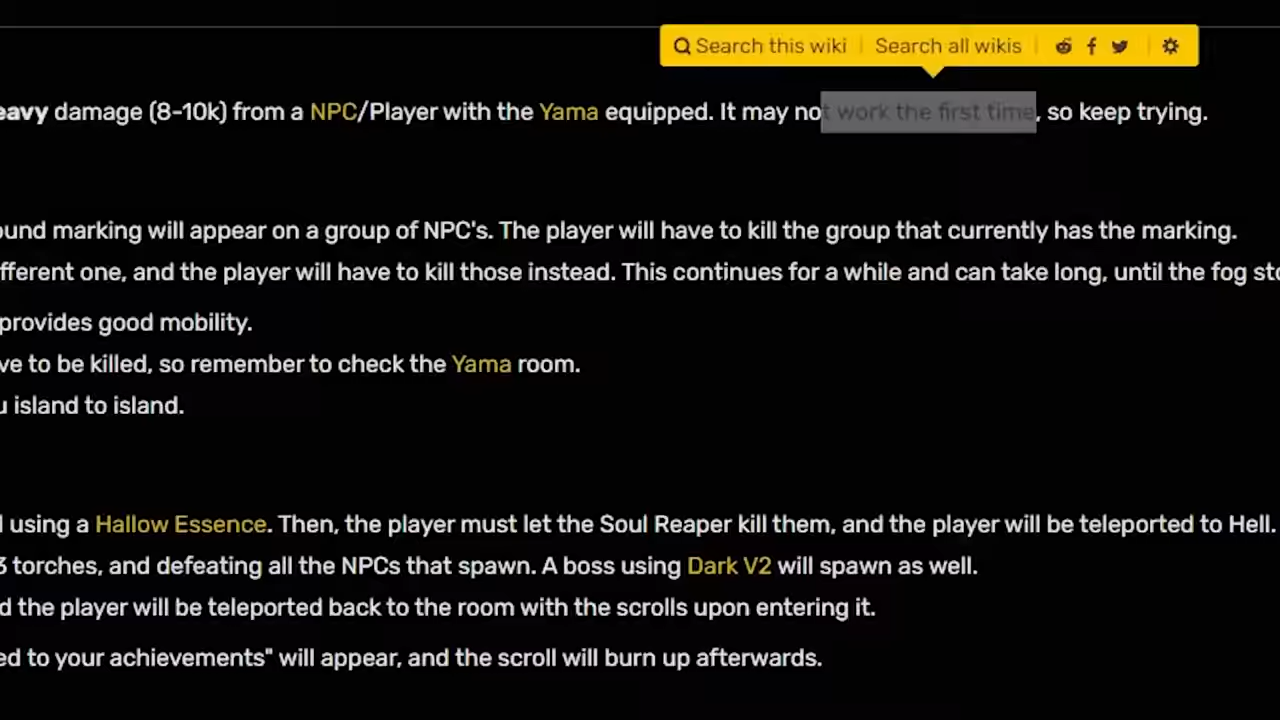 Search this wiki Search all wikis
eavy damage (8-10k) from a NPC/Player with the Yama equipped. It may not work the first time, so keep trying.
ound marking will appear on a group of NPC's. The player will have to kill the group that currently has the marking.
fferent one, and the player will have to kill those instead. This continues for a while and can take long, until the fog sto
provides good mobility.
ve to be killed, so remember to check the Yama room.
u island to island.
l using a Hallow Essence. Then, the player must let the Soul Reaper kill them, and the player will be teleported to Hell.
3 torches, and defeating all the NPCs that spawn. A boss using Dark V2 will spawn as well.
d the player will be teleported back to the room with the scrolls upon entering it.
ed to your achievements" will appear, and the scroll will burn up afterwards.